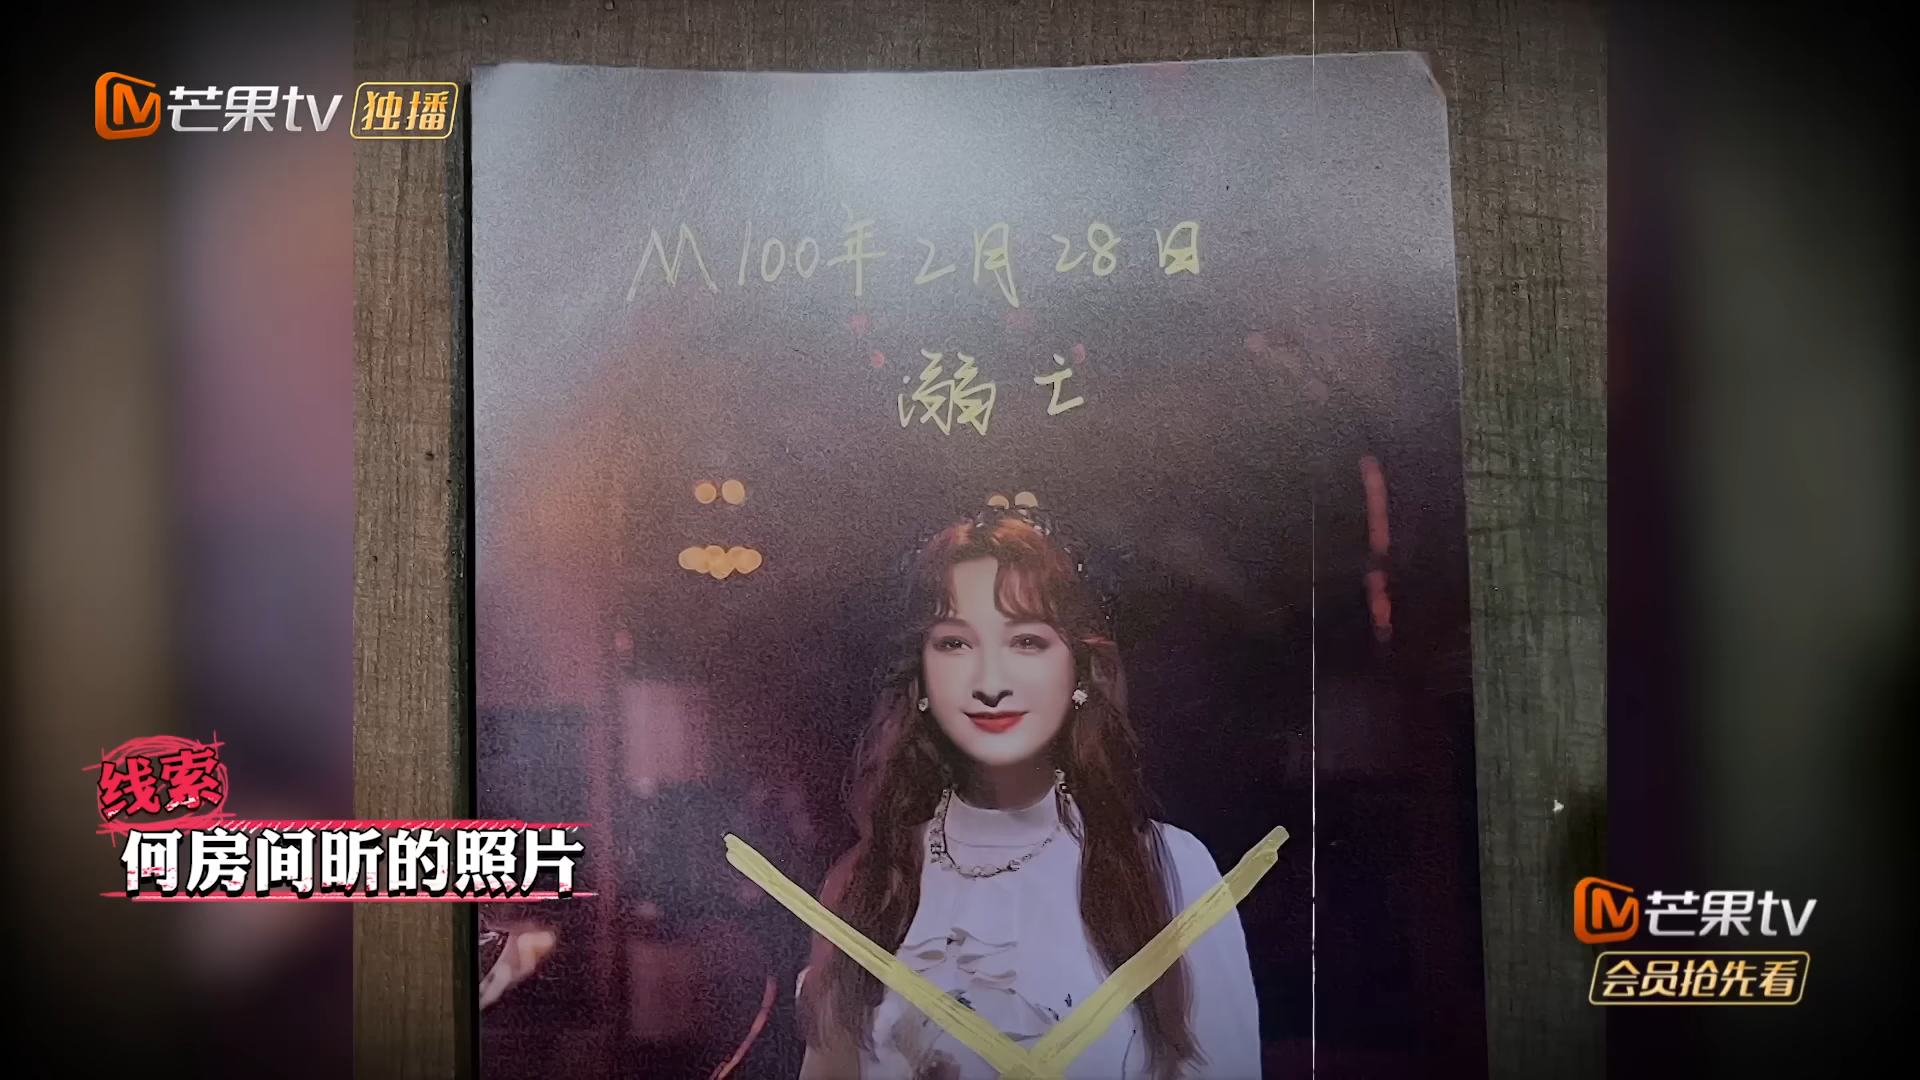 芒果tv 独播
M100年2月28日
溺亡
线索
何房间昕的照片
芒果tv
会员抢先看